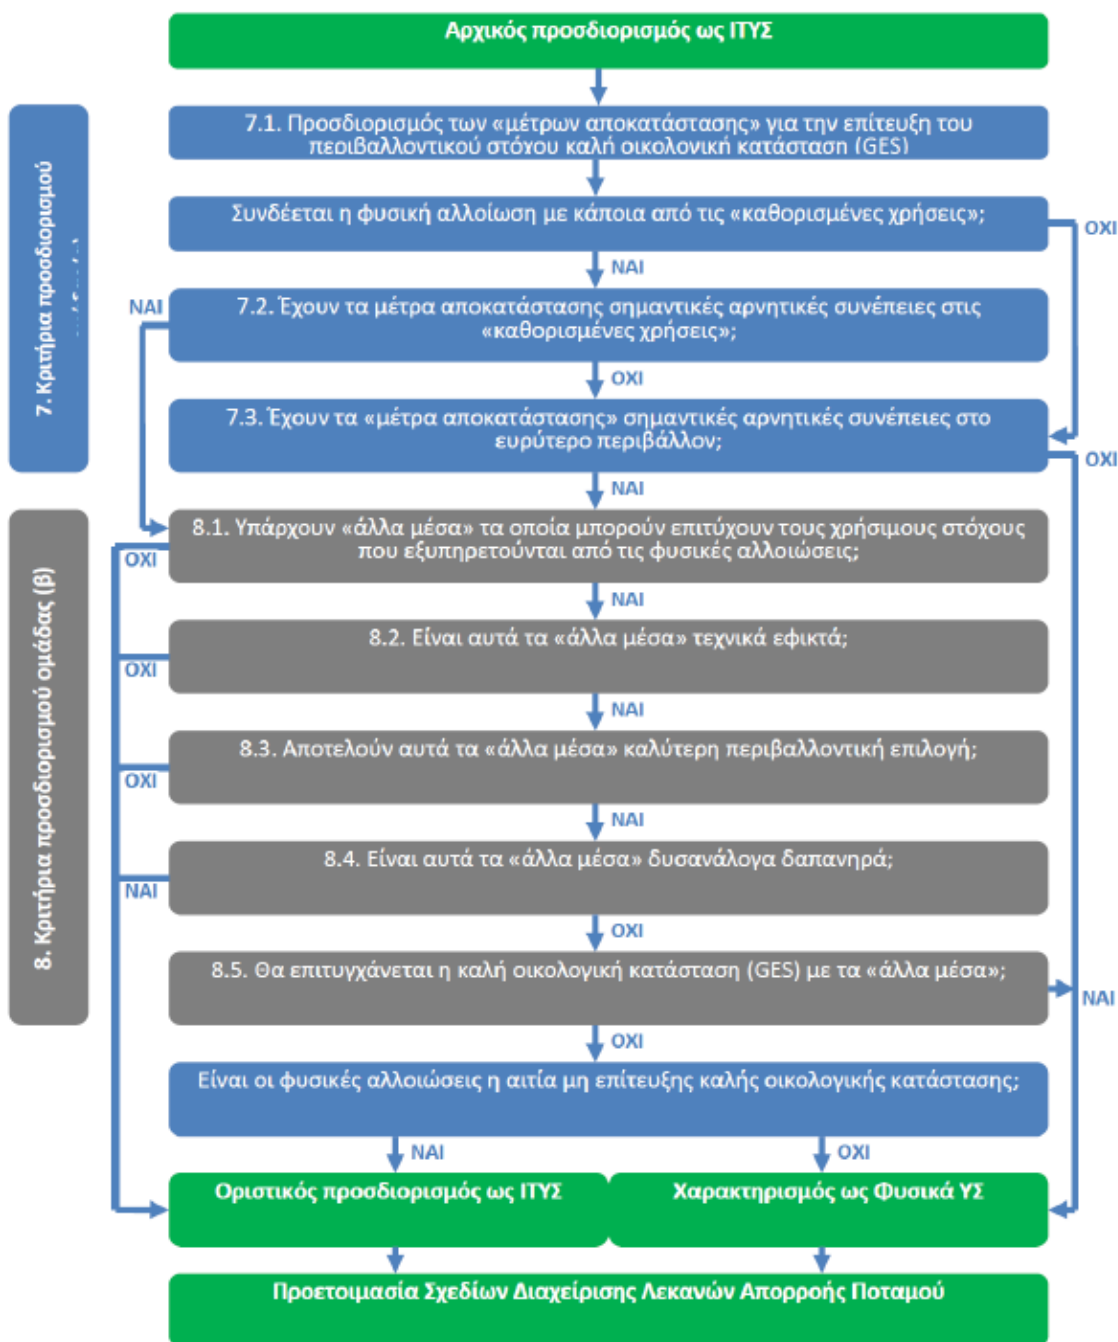 Αρχικός προσδιορισμός ως ΙΤΥΣ
7. Κριτήρια προσδιορισμού
7.1. Προσδιορισμός των «μέτρων αποκατάστασης» για την επίτευξη του
περιβαλλοντικού στόχου καλή οικολογική κατάσταση (GES)
Συνδέεται η φυσική αλλοίωση με κάποια από τις «καθορισμένες χρήσεις»;
ΟΧΙ
ΝΑΙ
ΝΑΙ
7.2. Έχουν τα μέτρα αποκατάστασης σημαντικές αρνητικές συνέπειες στις
«καθορισμένες χρήσεις»;
ΟΧΙ
7.3. Έχουν τα «μέτρα αποκατάστασης» σημαντικές αρνητικές συνέπειες στο
ευρύτερο περιβάλλον;
ΟΧΙ
ΝΑΙ
8. Κριτήρια προσδιορισμού ομάδας (β)
8.1. Υπάρχουν «άλλα μέσα» τα οποία μπορούν επιτύχουν τους χρήσιμους στόχους
που εξυπηρετούνται από τις φυσικές αλλοιώσεις;
ΟΧΙ
ΝΑΙ
8.2. Είναι αυτά τα «άλλα μέσα» τεχνικά εφικτά;
ΟΧΙ
ΝΑΙ
8.3. Αποτελούν αυτά τα «άλλα μέσα» καλύτερη περιβαλλοντική επιλογή;
ΟΧΙ
ΝΑΙ
8.4. Είναι αυτά τα «άλλα μέσα» δυσανάλογα δαπανηρά;
ΝΑΙ
ΟΧΙ
8.5. Θα επιτυγχάνεται η καλή οικολογική κατάσταση (GES) με τα «άλλα μέσα»;
ΝΑΙ
ΟΧΙ
Είναι οι φυσικές αλλοιώσεις η αιτία μη επίτευξης καλής οικολογικής κατάστασης;
ΝΑΙ
ΟΧΙ
Οριστικός προσδιορισμός ως ΙΤΥΣ
Χαρακτηρισμός ως Φυσικά ΥΣ
Προετοιμασία Σχεδίων Διαχείρισης Λεκανών Απορροής Ποταμού